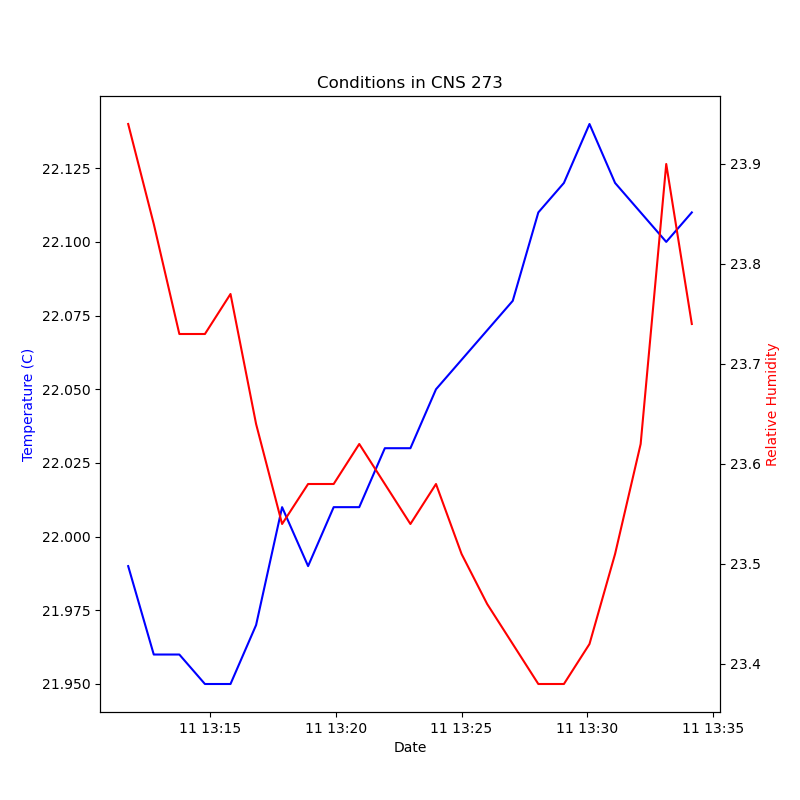 Conditions in CNS 273
22.125
22.100
22.075
22.050
22.025
22.000
21.975
21.950
Temperature (C)
23.9
23.8
23.7
23.6
23.5
23.4
Relative Humidity
11 13:15 11 13:20 11 13:25 11 13:30 11 13:35
Date